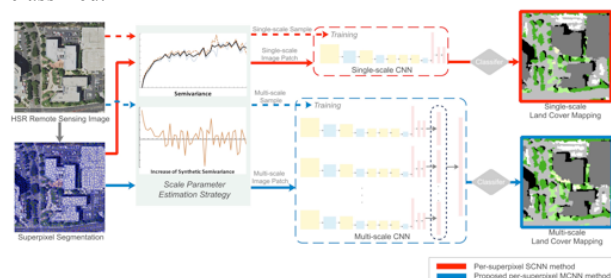 Single-scale Sample
Training
Single-scale
Image Patch
Single-scale CNN
Classifier
Single-scale
Land Cover Mapping
Semivariance
HSR Remote Sensing Image
Multi-scale
Sample
Training
Increase of Synthetic Semivariance
Multi-scale
Image Patch
Scale Parameter
Estimation Strategy
Classifier
Superpixel Segmentation
Multi-scale CNN
Multi-scale
Land Cover Mapping
Per-superpixel SCNN method
Proposed per-superpixel MCNN method